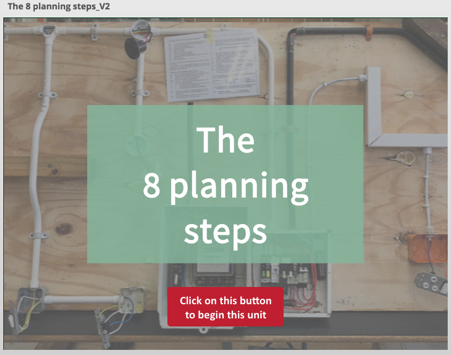 The 8 planning steps_V2
The
8 planning
steps
Click on this button
to begin this unit